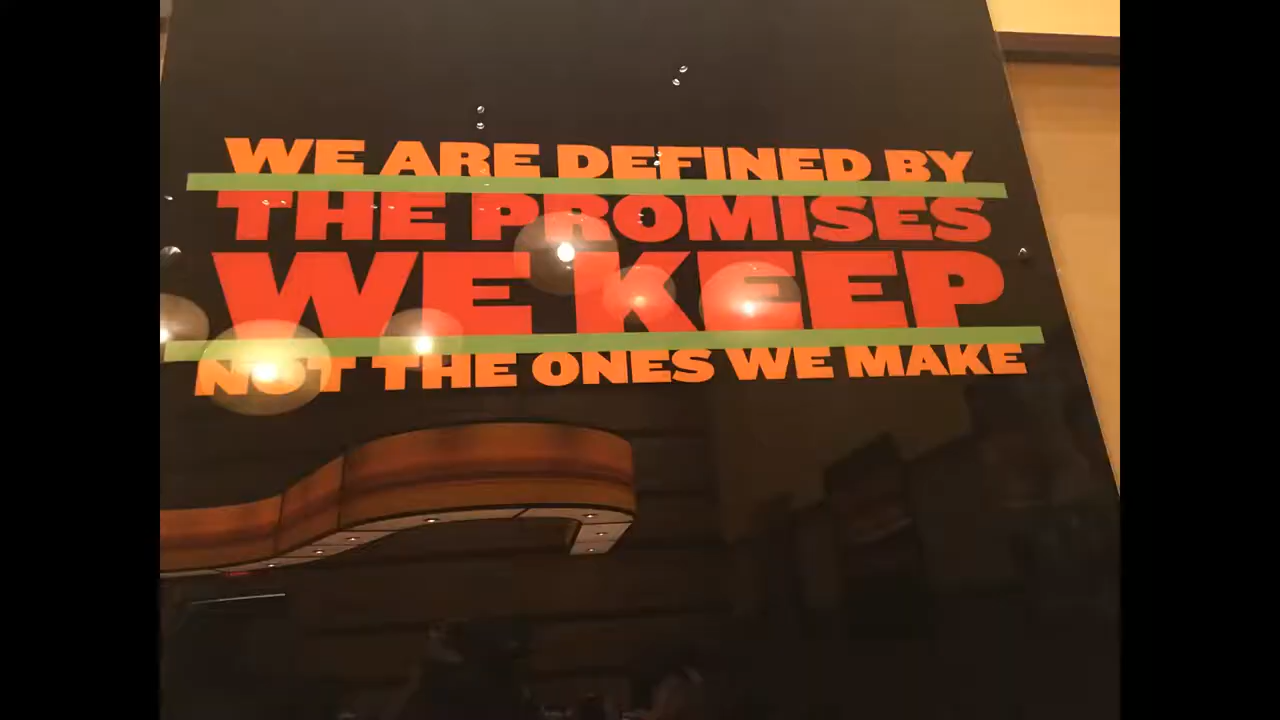 WE ARE DEFINED BY
THE PROMISES
WE KEEP
NOT THE ONES WE MAKE